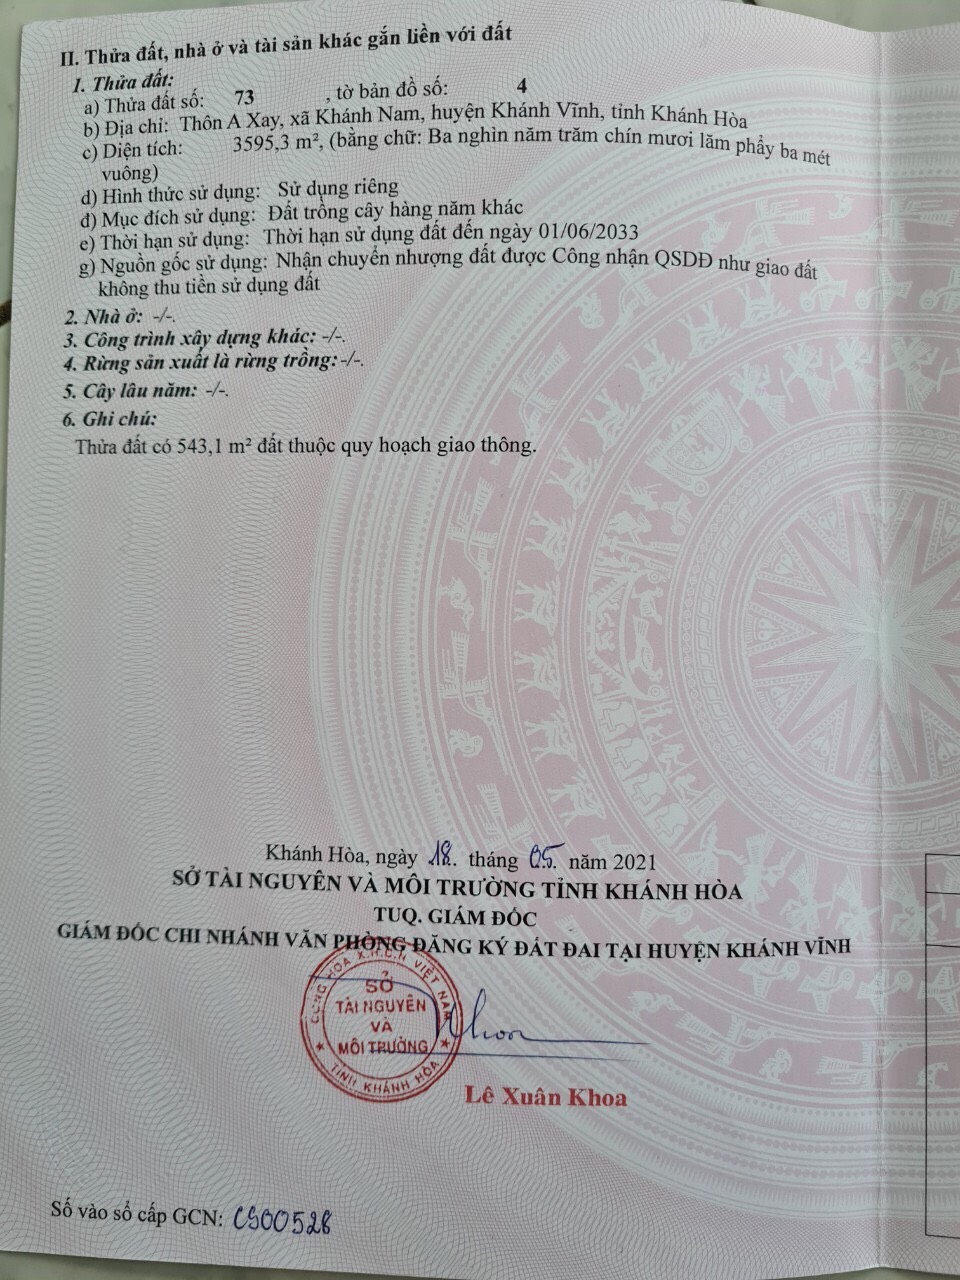 II. Thửa đất, nhà ở và tài sản khác gắn liền với đất
1. Thửa đất:
a) Thửa đất số: 73 , tờ bản đồ số: 4
b) Địa chỉ: Thôn A Xay, xã Khánh Nam, huyện Khánh Vĩnh, tỉnh Khánh Hòa
c) Diện tích: 3595,3 m², (bằng chữ: Ba nghìn năm trăm chín mươi lăm phẩy ba mét
vuông)
d) Hình thức sử dụng: Sử dụng riêng
đ) Mục đích sử dụng: Đất trồng cây hàng năm khác
e) Thời hạn sử dụng: Thời hạn sử dụng đất đến ngày 01/06/2033
g) Nguồn gốc sử dụng: Nhận chuyển nhượng đất được Công nhận QSDĐ như giao đất
không thu tiền sử dụng đất
2. Nhà ở: -/-.
3. Công trình xây dựng khác: -/-.
4. Rừng sản xuất là rừng trồng: -/-.
5. Cây lâu năm: -/-.
6. Ghi chú:
Thửa đất có 543,1 m² đất thuộc quy hoạch giao thông.
Khánh Hòa, ngày 18. tháng 05. năm 2021
SỞ TÀI NGUYÊN VÀ MÔI TRƯỜNG TỈNH KHÁNH HÒA
TUQ. GIÁM ĐỐC
GIÁM ĐỐC CHI NHÁNH VĂN PHÒNG ĐĂNG KÝ ĐẤT ĐAI TẠI HUYỆN KHÁNH VĨNH
CỘNG HÒA X.H.C.N VIỆT NAM
SỞ
TÀI NGUYÊN
VÀ
MÔI TRƯỜNG
TỈNH KHÁNH HÒA
Khoa
Lê Xuân Khoa
Số vào sổ cấp GCN: CS00528